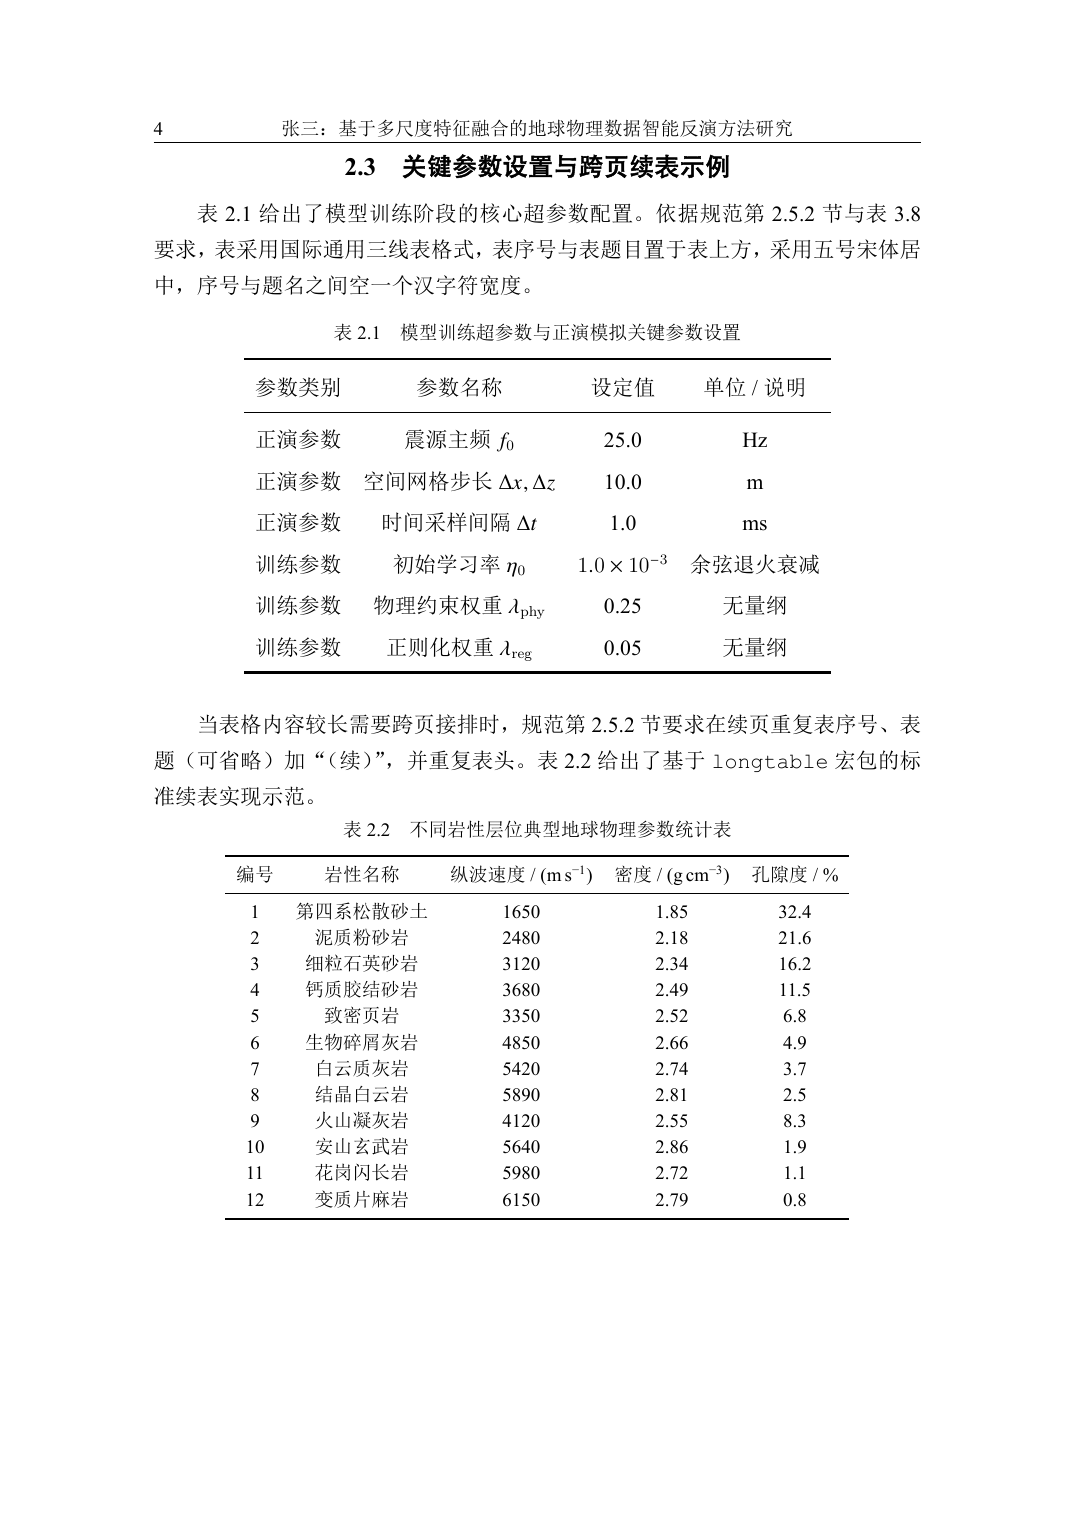 4 张三：基于多尺度特征融合的地球物理数据智能反演方法研究
2.3 关键参数设置与跨页续表示例
表 2.1 给出了模型训练阶段的核心超参数配置。依据规范第 2.5.2 节与表 3.8
要求，表采用国际通用三线表格式，表序号与表题目置于表上方，采用五号宋体居
中，序号与题名之间空一个汉字符宽度。
表 2.1 模型训练超参数与正演模拟关键参数设置
参数类别 参数名称 设定值 单位 / 说明
正演参数 震源主频 f₀ 25.0 Hz
正演参数 空间网格步长 Δx, Δz 10.0 m
正演参数 时间采样间隔 Δt 1.0 ms
训练参数 初始学习率 η₀ 1.0 × 10⁻³ 余弦退火衰减
训练参数 物理约束权重 λphy 0.25 无量纲
训练参数 正则化权重 λreg 0.05 无量纲
当表格内容较长需要跨页接排时，规范第 2.5.2 节要求在续页重复表序号、表
题（可省略）加“（续）”，并重复表头。表 2.2 给出了基于 longtable 宏包的标
准续表实现示范。
表 2.2 不同岩性层位典型地球物理参数统计表
编号 岩性名称 纵波速度 / (m s⁻¹) 密度 / (g cm⁻³) 孔隙度 / %
1 第四系松散砂土 1650 1.85 32.4
2 泥质粉砂岩 2480 2.18 21.6
3 细粒石英砂岩 3120 2.34 16.2
4 钙质胶结砂岩 3680 2.49 11.5
5 致密页岩 3350 2.52 6.8
6 生物碎屑灰岩 4850 2.66 4.9
7 白云质灰岩 5420 2.74 3.7
8 结晶白云岩 5890 2.81 2.5
9 火山凝灰岩 4120 2.55 8.3
10 安山玄武岩 5640 2.86 1.9
11 花岗闪长岩 5980 2.72 1.1
12 变质片麻岩 6150 2.79 0.8